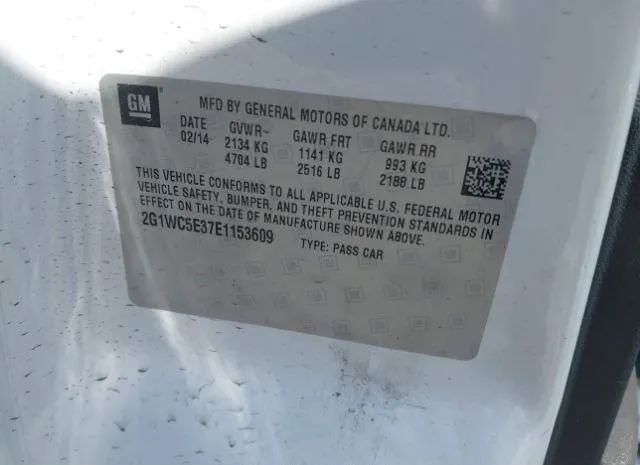 GM
MFD BY GENERAL MOTORS OF CANADA LTD.
DATE GVWR~ GAWR FRT GAWR RR
02/14 2134 KG 1141 KG 993 KG
4704 LB 2516 LB 2188 LB
THIS VEHICLE CONFORMS TO ALL APPLICABLE U.S. FEDERAL MOTOR
VEHICLE SAFETY, BUMPER, AND THEFT PREVENTION STANDARDS IN
EFFECT ON THE DATE OF MANUFACTURE SHOWN ABOVE.
2G1WC5E37E1153609 TYPE: PASS CAR